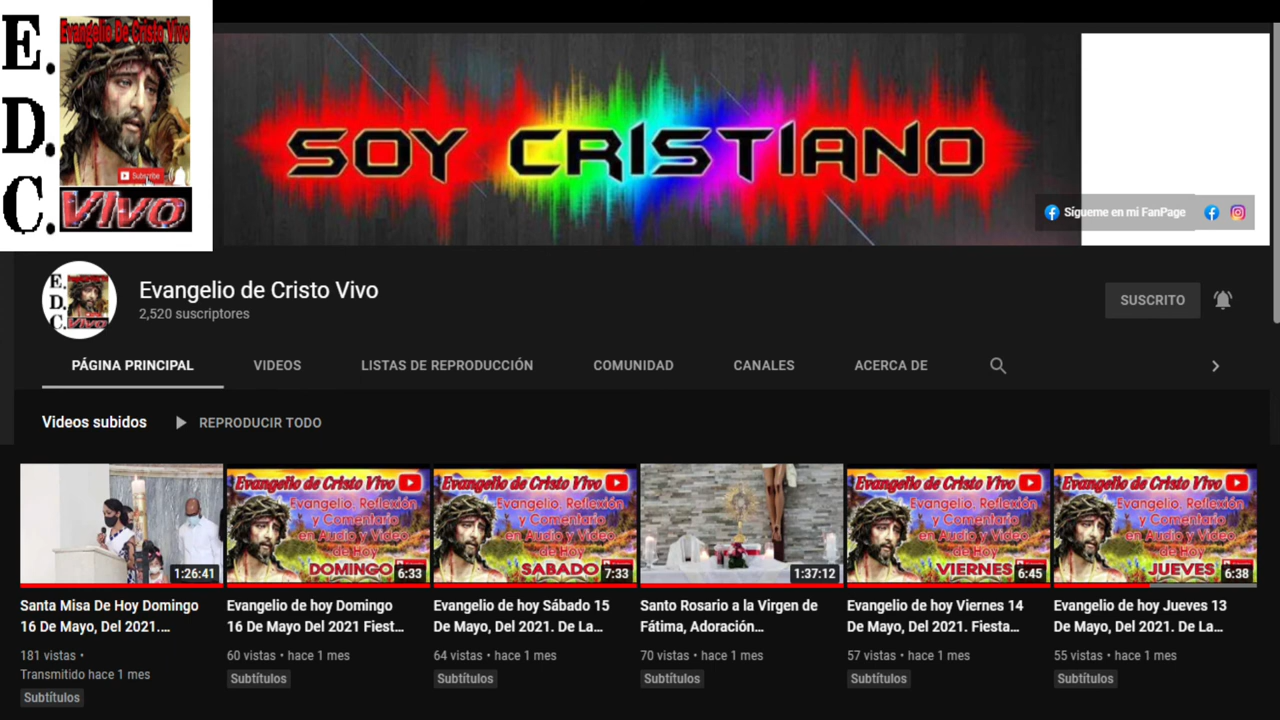 E.
D.
C.
Evangelio De Cristo Vivo
Subscribe
Vivo
SOY CRISTIANO
Sígueme en mi FanPage
E.
D.
C.
Vivo
Evangelio de Cristo Vivo
2,520 suscriptores
SUSCRITO
PÁGINA PRINCIPAL VIDEOS LISTAS DE REPRODUCCIÓN COMUNIDAD CANALES ACERCA DE
Videos subidos REPRODUCIR TODO
1:26:41
Santa Misa De Hoy Domingo
16 De Mayo, Del 2021....
181 vistas •
Transmitido hace 1 mes
Subtítulos
Evangelio de Cristo Vivo
Evangelio, Reflexión
y Comentario
en Audio y Video
de Hoy
DOMINGO 6:33
Evangelio de hoy Domingo
16 De Mayo Del 2021 Fiest...
60 vistas • hace 1 mes
Subtítulos
Evangelio de Cristo Vivo
Evangelio, Reflexión
y Comentario
en Audio y Video
de Hoy
SABADO 7:33
Evangelio de hoy Sábado 15
De Mayo, Del 2021. De La...
64 vistas • hace 1 mes
Subtítulos
1:37:12
Santo Rosario a la Virgen de
Fátima, Adoración...
70 vistas • hace 1 mes
Subtítulos
Evangelio de Cristo Vivo
Evangelio, Reflexión
y Comentario
en Audio y Video
de Hoy
VIERNES 6:45
Evangelio de hoy Viernes 14
De Mayo, Del 2021. Fiesta...
57 vistas • hace 1 mes
Subtítulos
Evangelio de Cristo Vivo
Evangelio, Reflexión
y Comentario
en Audio y Video
de Hoy
JUEVES 6:38
Evangelio de hoy Jueves 13
De Mayo, Del 2021. De La...
55 vistas • hace 1 mes
Subtítulos